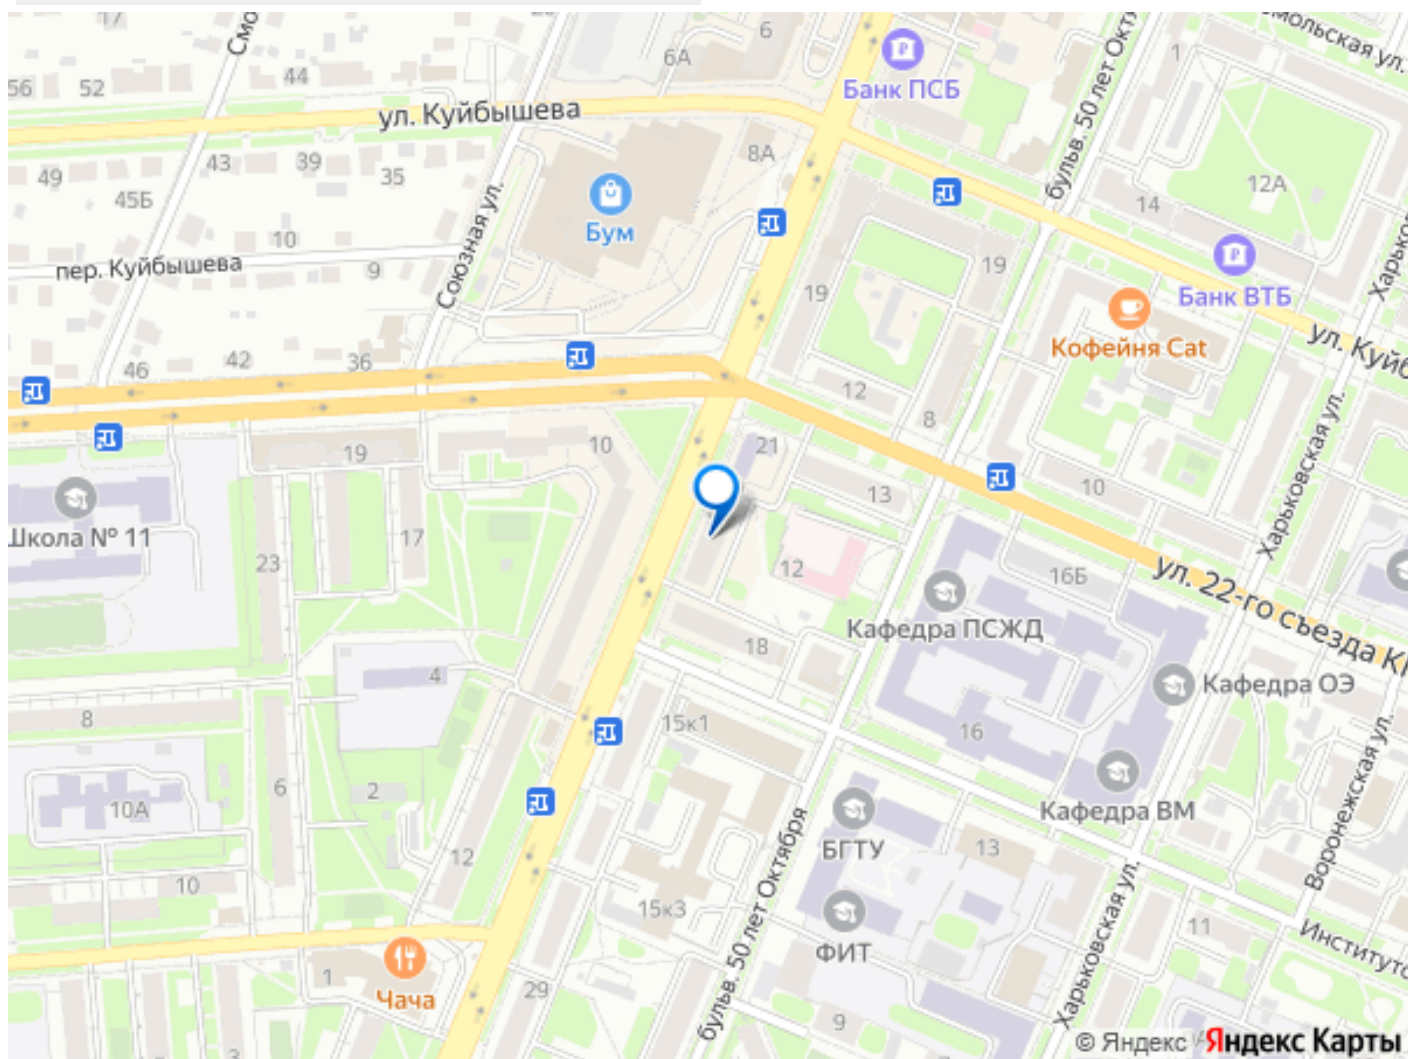 17
20
6
6А
Смо
56
52
44
Банк ПСБ
бульв. 50 лет Окт
мольская ул.
1
ул. Куйбышева
8А
49
43
39
35
45Б
Союзная ул.
12А
14
Бум
Харько
10
пер. Куйбышева
9
19
19
Банк ВТБ
Кофейня Cat
ул. Куйб
46
42
36
12
8
19
10
21
13
10
Харьковская ул.
Школа № 11
17
23
12
16Б
ул. 22-го съезда К
Кафедра ПСЖД
18
4
Кафедра ОЭ
8
15к1
16
Воронежская ул.
6
2
10А
Кафедра ВМ
БГТУ
13
12
10
бульв. 50 лет Октября
15к3
11
Институтс
ФИТ
Харьковская ул.
1
Чача
29
9
3
© Яндекс Яндекс Карты